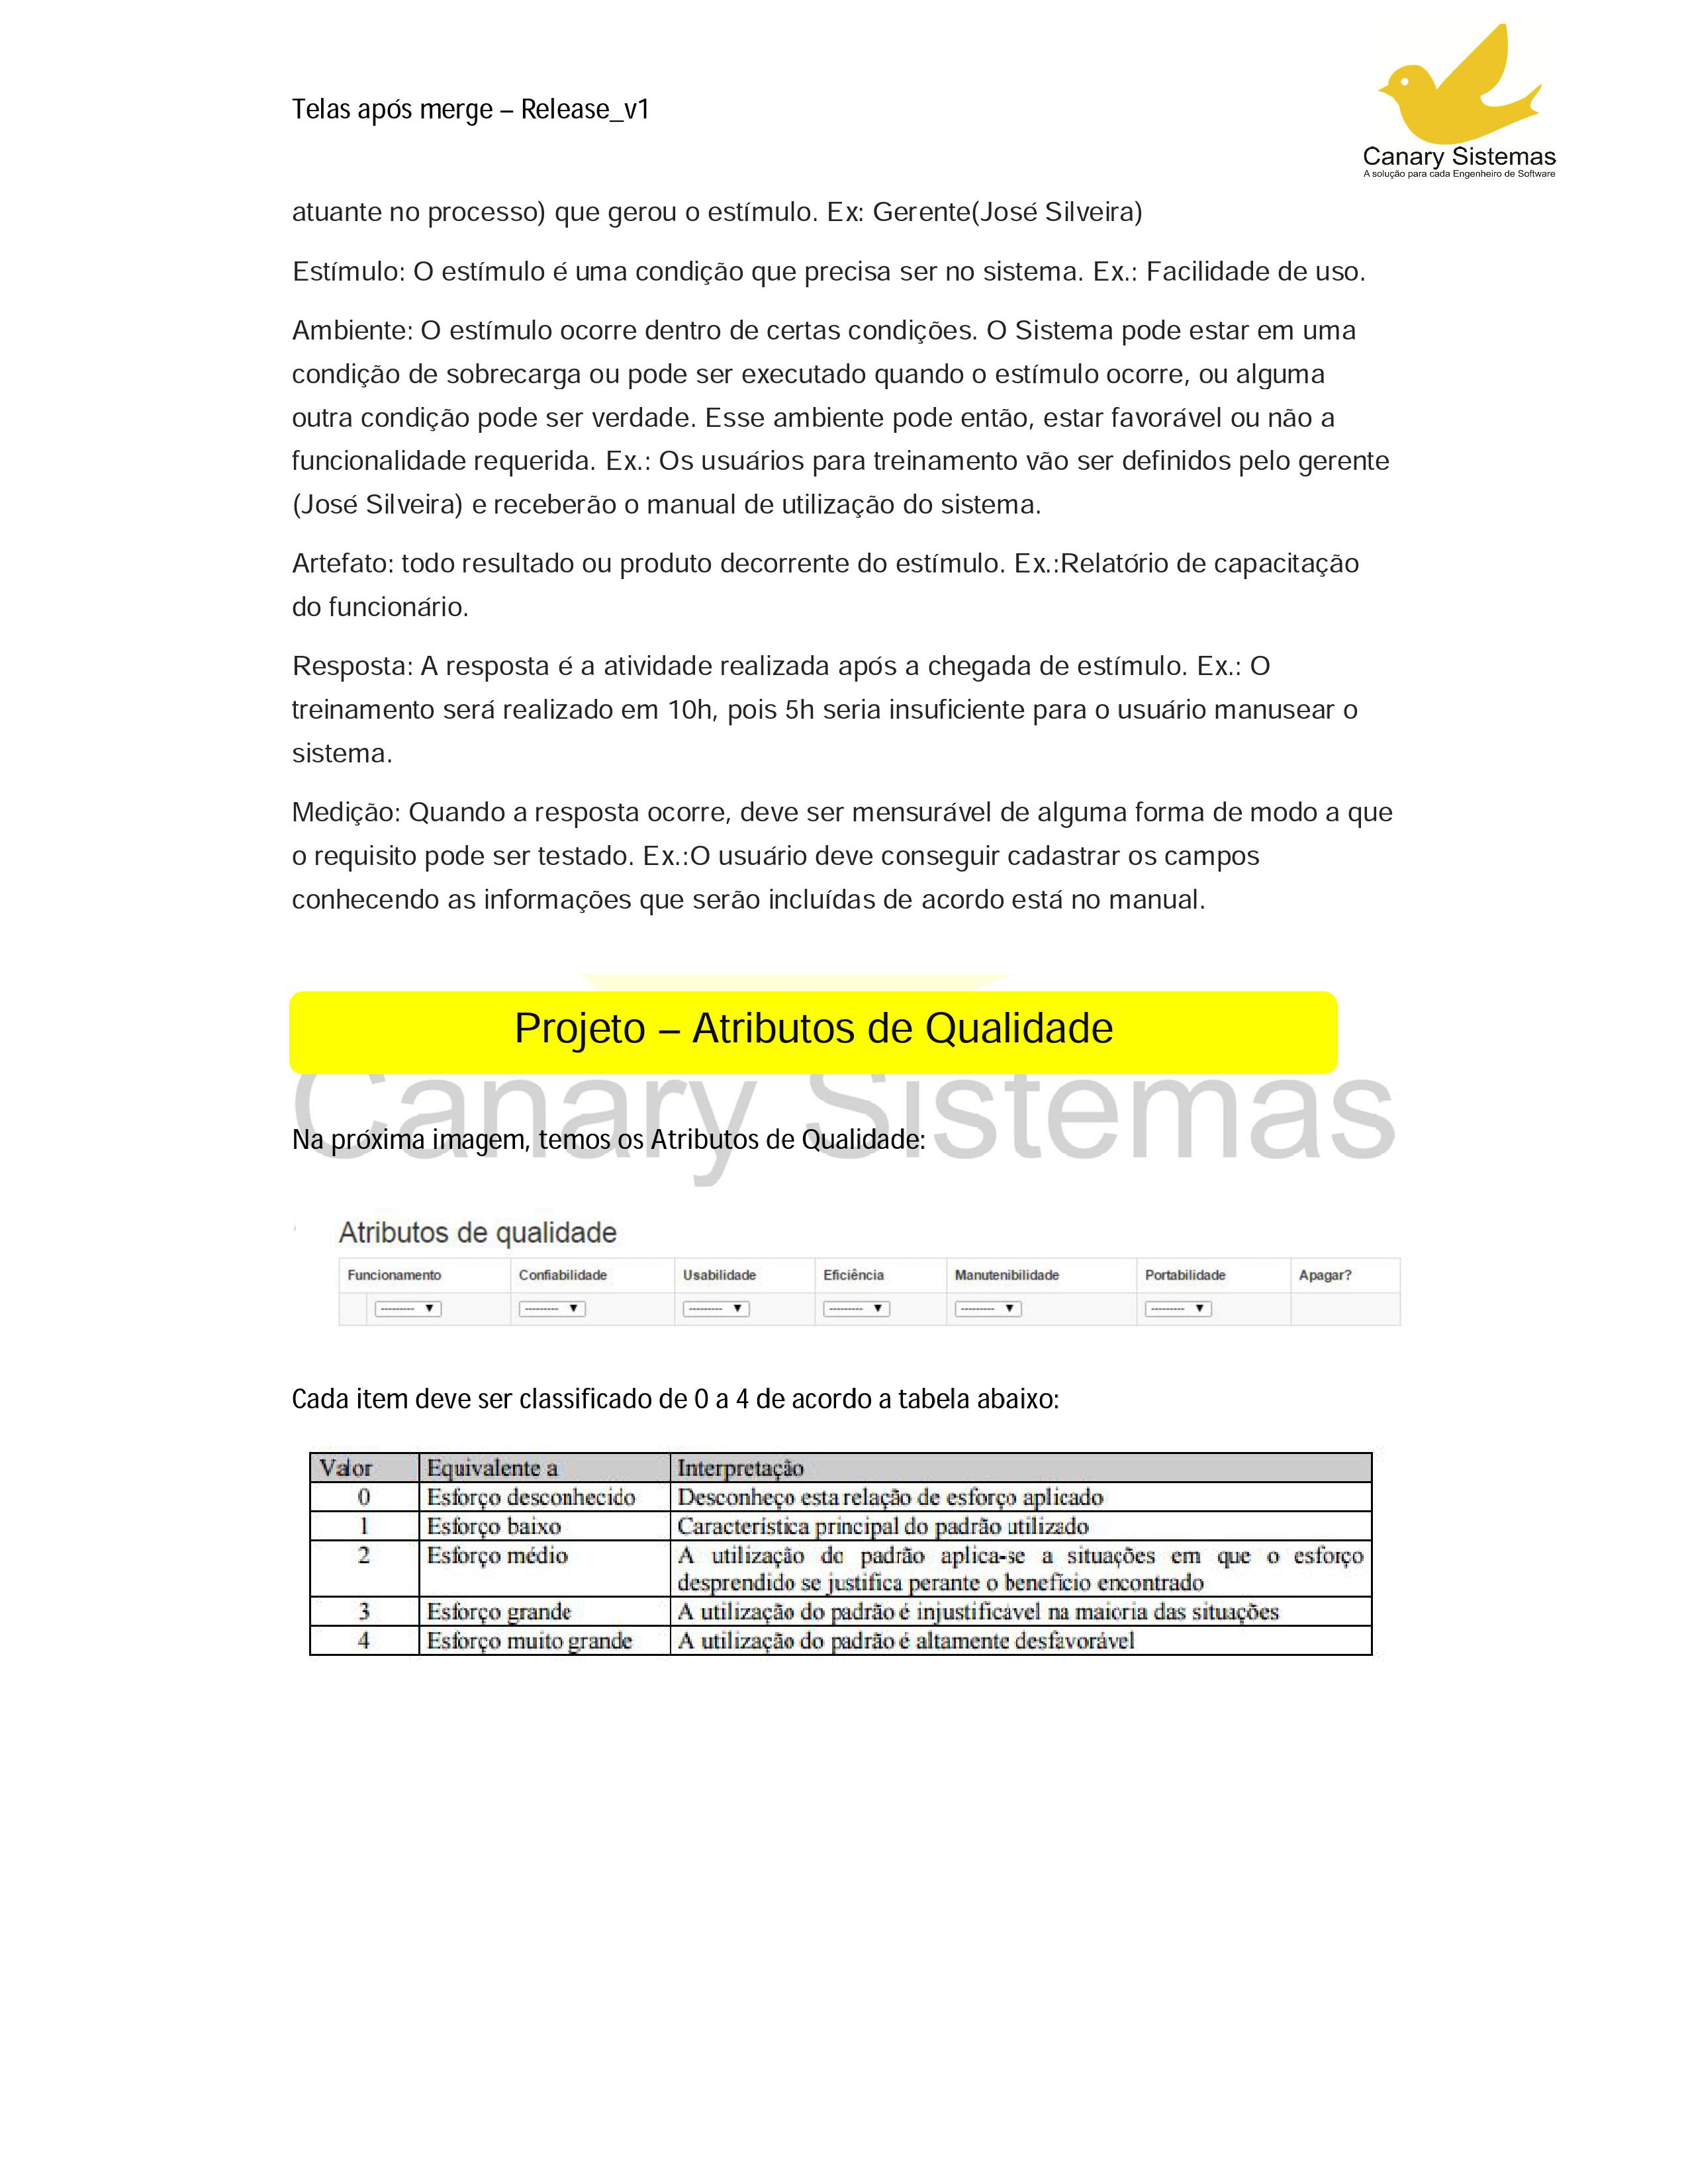 Telas após merge – Release_v1
Canary Sistemas
A solução para cada Engenheiro de Software
atuante no processo) que gerou o estímulo. Ex: Gerente(José Silveira)
Estímulo: O estímulo é uma condição que precisa ser no sistema. Ex.: Facilidade de uso.
Ambiente: O estímulo ocorre dentro de certas condições. O Sistema pode estar em uma
condição de sobrecarga ou pode ser executado quando o estímulo ocorre, ou alguma
outra condição pode ser verdade. Esse ambiente pode então, estar favorável ou não a
funcionalidade requerida. Ex.: Os usuários para treinamento vão ser definidos pelo gerente
(José Silveira) e receberão o manual de utilização do sistema.
Artefato: todo resultado ou produto decorrente do estímulo. Ex.:Relatório de capacitação
do funcionário.
Resposta: A resposta é a atividade realizada após a chegada de estímulo. Ex.: O
treinamento será realizado em 10h, pois 5h seria insuficiente para o usuário manusear o
sistema.
Medição: Quando a resposta ocorre, deve ser mensurável de alguma forma de modo a que
o requisito pode ser testado. Ex.:O usuário deve conseguir cadastrar os campos
conhecendo as informações que serão incluídas de acordo está no manual.
Projeto – Atributos de Qualidade
Canary Sistemas
Na próxima imagem, temos os Atributos de Qualidade:
Atributos de qualidade
Funcionamento Confiabilidade Usabilidade Eficiência Manutenibilidade Portabilidade Apagar?
--------- --------- --------- --------- --------- ---------
Cada item deve ser classificado de 0 a 4 de acordo a tabela abaixo:
Valor Equivalente a Interpretação
0 Esforço desconhecido Desconheço esta relação de esforço aplicado
1 Esforço baixo Característica principal do padrão utilizado
2 Esforço médio A utilização do padrão aplica-se a situações em que o esforço
desprendido se justifica perante o benefício encontrado
3 Esforço grande A utilização do padrão é injustificável na maioria das situações
4 Esforço muito grande A utilização do padrão é altamente desfavorável